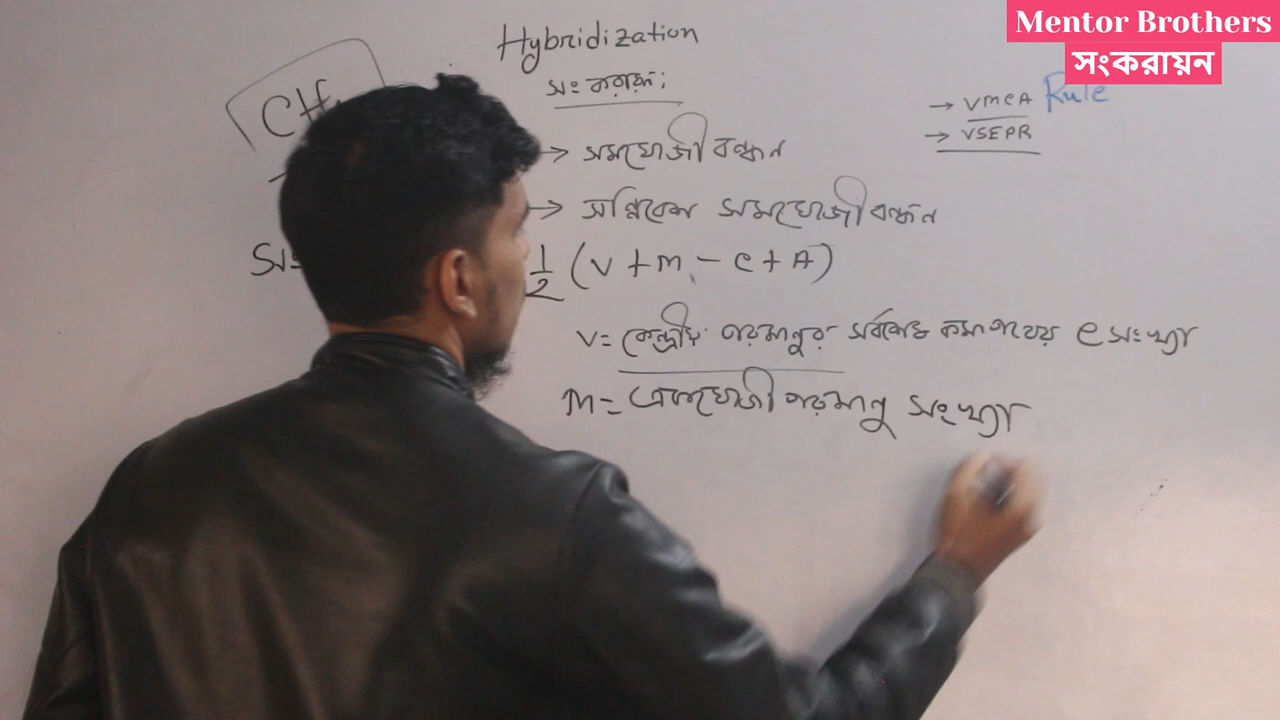 Mentor Brothers
সংকরায়ন
Hybridization
সংকরায়ন;
CH
→ VMCA Rule
→ VSEPR
→ সমযোজী বন্ধন
→ সন্নিবেশ সমযোজী বন্ধন
সং
1/2 (V + M - C + A)
V = কেন্দ্রীয় পরমানুর সর্বশেষ কক্ষপথের e সংখ্যা
M = একযোজী পরমানু সংখ্যা